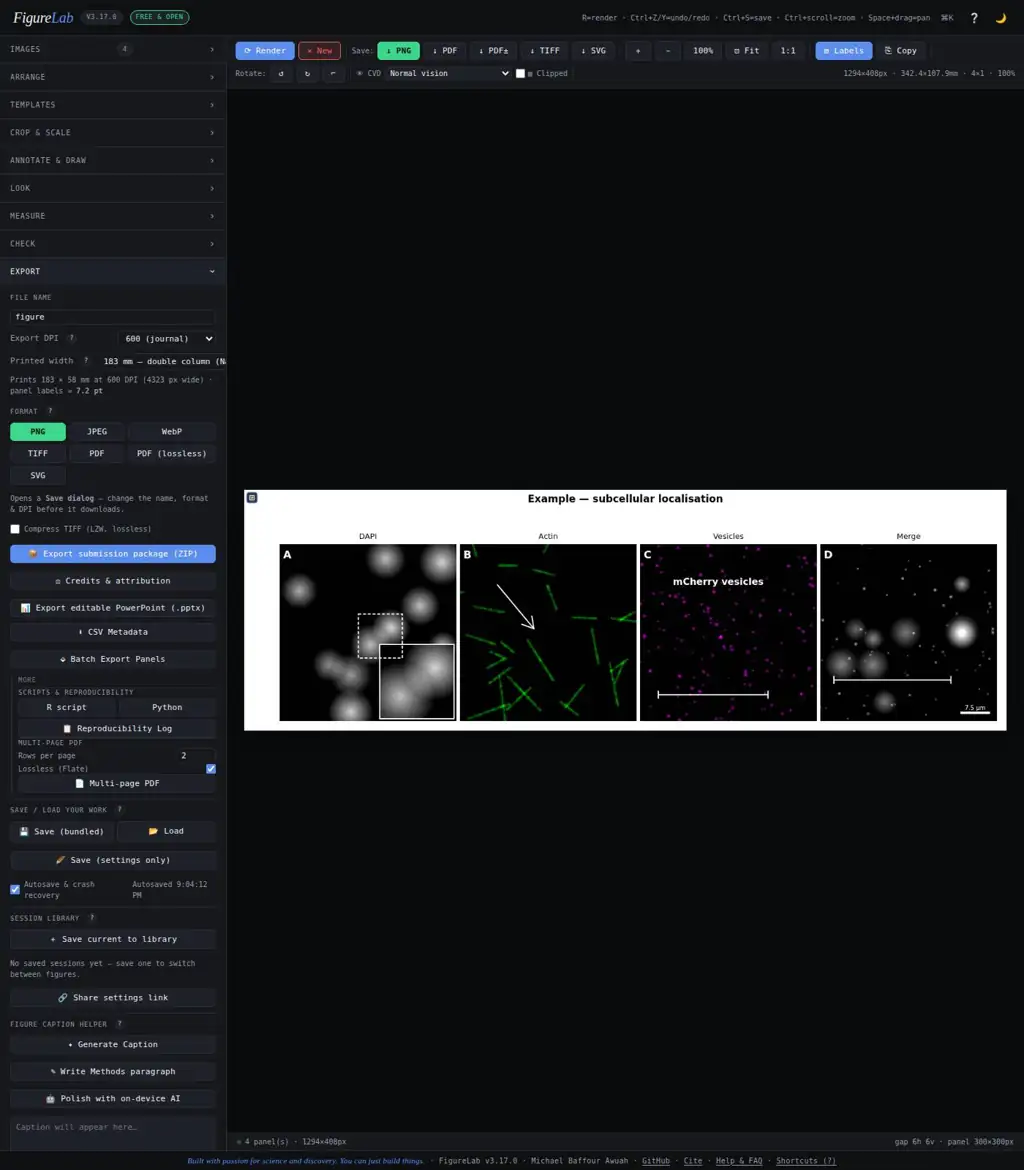 FigureLab V3.17.0 FREE & OPEN
R=render · Ctrl+Z/Y=undo/redo · Ctrl+S=save · Ctrl+scroll=zoom · Space+drag=pan ⌘K ? 🌙
IMAGES 4 ›
ARRANGE ›
TEMPLATES ›
CROP & SCALE ›
ANNOTATE & DRAW ›
LOOK ›
MEASURE ›
CHECK ›
EXPORT
FILE NAME
figure
Export DPI ? 600 (journal)
Printed width ? 183 mm — double column (Na
Prints 183 × 58 mm at 600 DPI (4323 px wide) ·
panel labels ≈ 7.2 pt
FORMAT ?
PNG JPEG WebP
TIFF PDF PDF (lossless)
SVG
Opens a Save dialog — change the name, format
& DPI before it downloads.
Compress TIFF (LZW, lossless)
📦 Export submission package (ZIP)
⚖ Credits & attribution
📊 Export editable PowerPoint (.pptx)
⬇ CSV Metadata
⬙ Batch Export Panels
MORE
SCRIPTS & REPRODUCIBILITY
R script Python
📋 Reproducibility Log
MULTI-PAGE PDF
Rows per page 2
Lossless (Flate)
📄 Multi-page PDF
SAVE / LOAD YOUR WORK ?
💾 Save (bundled) 📂 Load
Save (settings only)
Autosave & crash
recovery
Autosaved 9:04:12
PM
SESSION LIBRARY ?
+ Save current to library
No saved sessions yet — save one to switch
between figures.
🔗 Share settings link
FIGURE CAPTION HELPER ?
✦ Generate Caption
✎ Write Methods paragraph
🤖 Polish with on-device AI
Caption will appear here…
⟳ Render ✕ New Save: ↓ PNG ↓ PDF ↓ PDF± ↓ TIFF ↓ SVG + − 100% ⊡ Fit 1:1 ⊞ Labels ⎘ Copy
Rotate: ↺ ↻ ⌐ 👁 CVD Normal vision Clipped
1294×408px · 342.4×107.9mm · 4×1 · 100%
Example — subcellular localisation
DAPI Actin Vesicles Merge
A B C D
mCherry vesicles
7.5 µm
4 panel(s) · 1294×408px
gap 6h 6v · panel 300×300px
Built with passion for science and discovery. You can just build things. · FigureLab v3.17.0 · Michael Baffour Awuah · GitHub · Cite · Help & FAQ · Shortcuts (?)